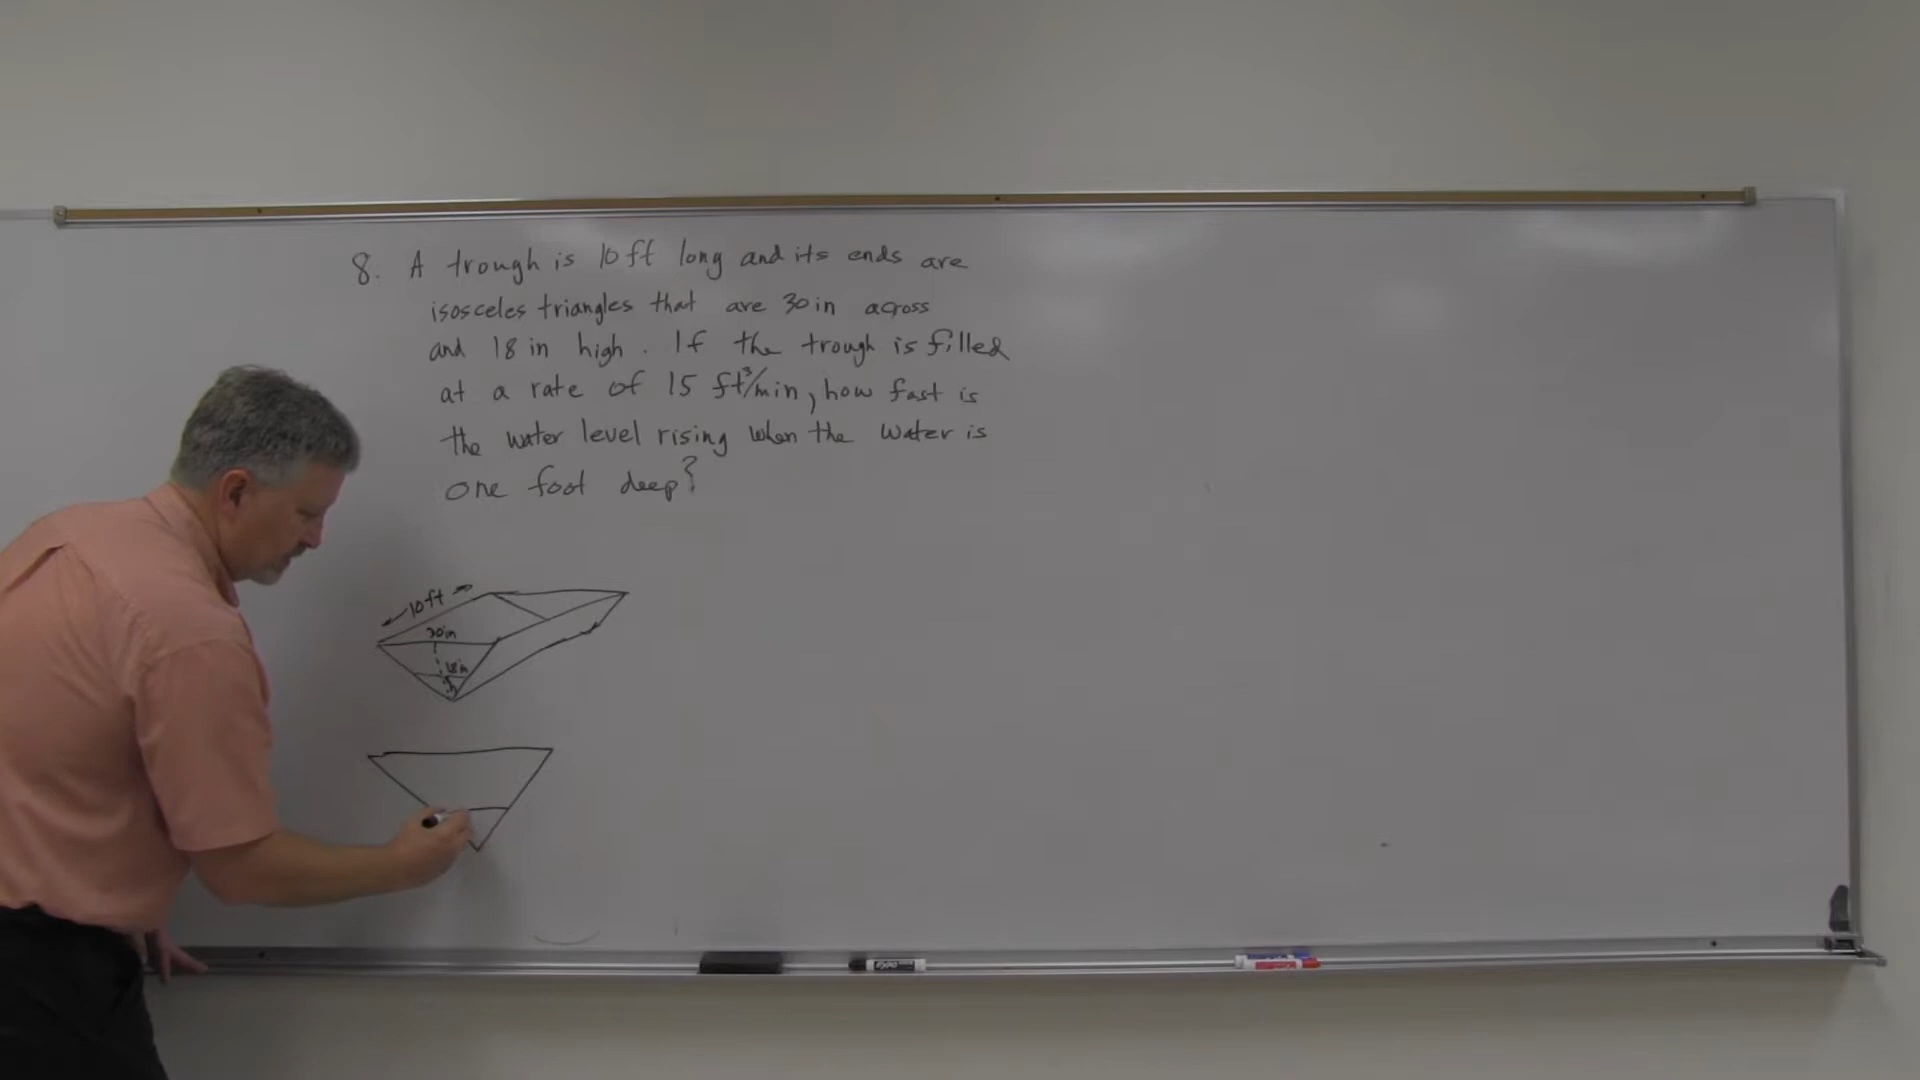 8. A trough is 10 ft long and its ends are
isosceles triangles that are 30 in across
and 18 in high. If the trough is filled
at a rate of 15 ft³/min, how fast is
the water level rising when the water is
one foot deep?
10 ft
30 in
18 in